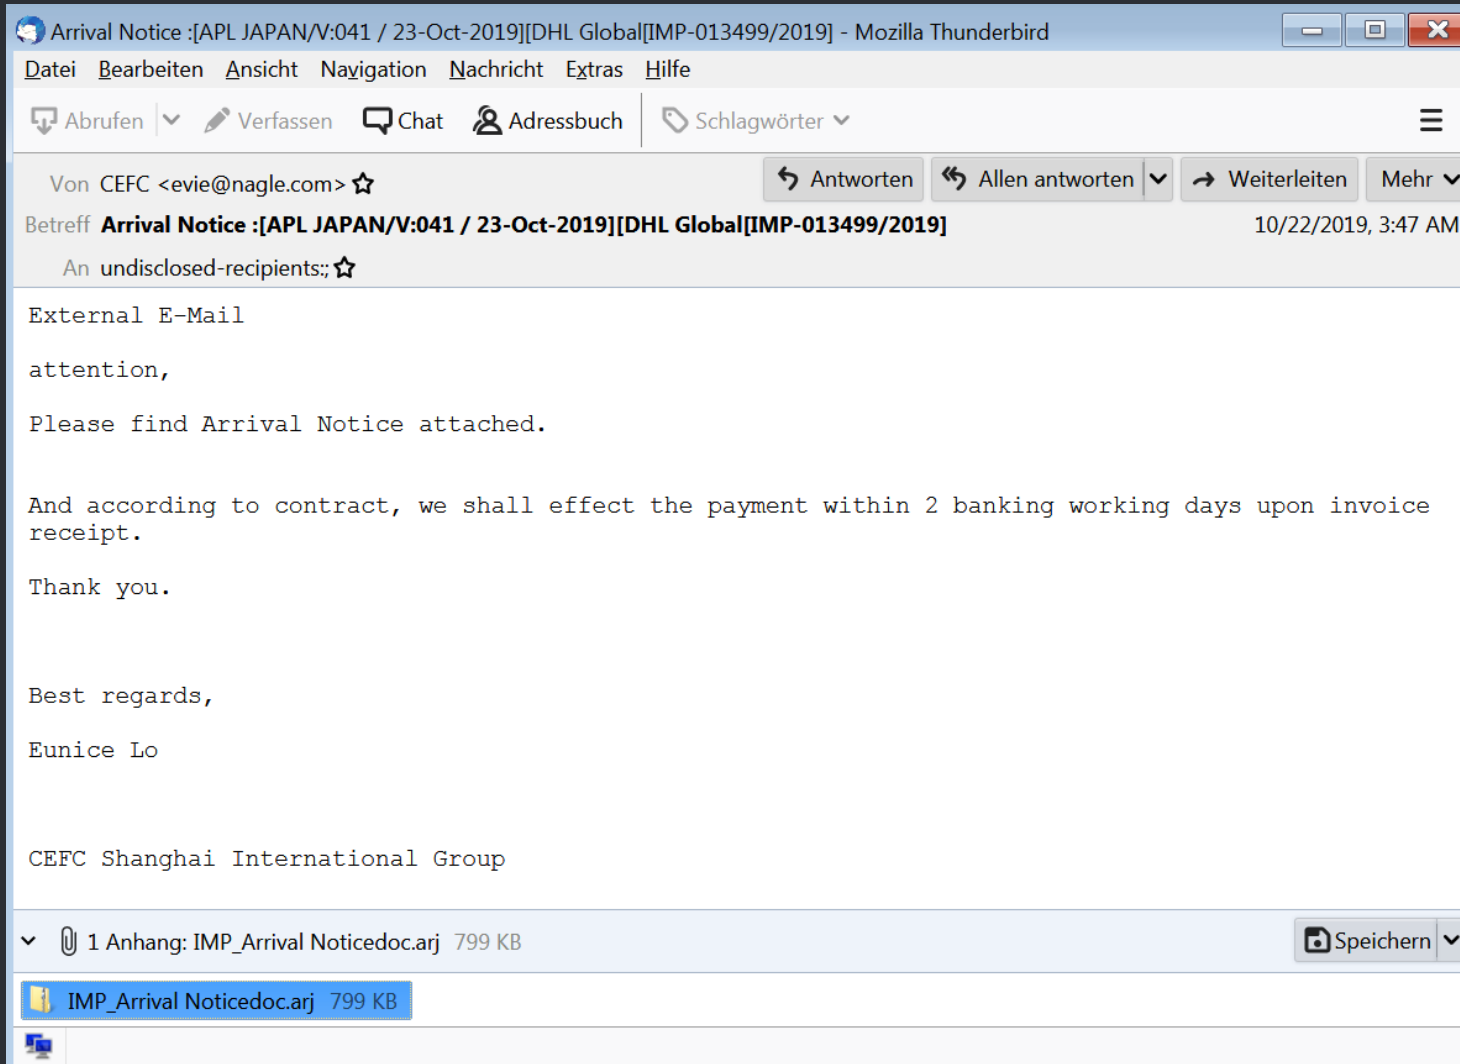 Arrival Notice :[APL JAPAN/V:041 / 23-Oct-2019][DHL Global[IMP-013499/2019] - Mozilla Thunderbird
Datei Bearbeiten Ansicht Navigation Nachricht Extras Hilfe
Abrufen Verfassen Chat Adressbuch Schlagwörter
Von CEFC <evie@nagle.com> Antworten Allen antworten Weiterleiten Mehr
Betreff Arrival Notice :[APL JAPAN/V:041 / 23-Oct-2019][DHL Global[IMP-013499/2019] 10/22/2019, 3:47 AM
An undisclosed-recipients:;
External E-Mail
attention,
Please find Arrival Notice attached.
And according to contract, we shall effect the payment within 2 banking working days upon invoice
receipt.
Thank you.
Best regards,
Eunice Lo
CEFC Shanghai International Group
1 Anhang: IMP_Arrival Noticedoc.arj 799 KB Speichern
IMP_Arrival Noticedoc.arj 799 KB